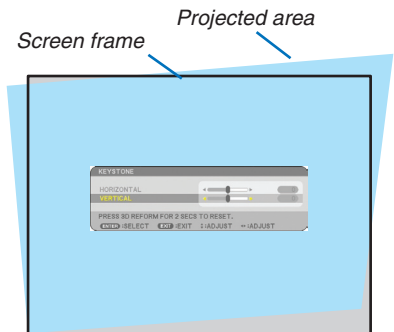 Projected area
Screen frame
KEYSTONE
HORIZONTAL
VERTICAL
PRESS 3D REFORM FOR 2 SECS TO RESET.
ENTER :SELECT EXIT :EXIT ↕:ADJUST ↔:ADJUST